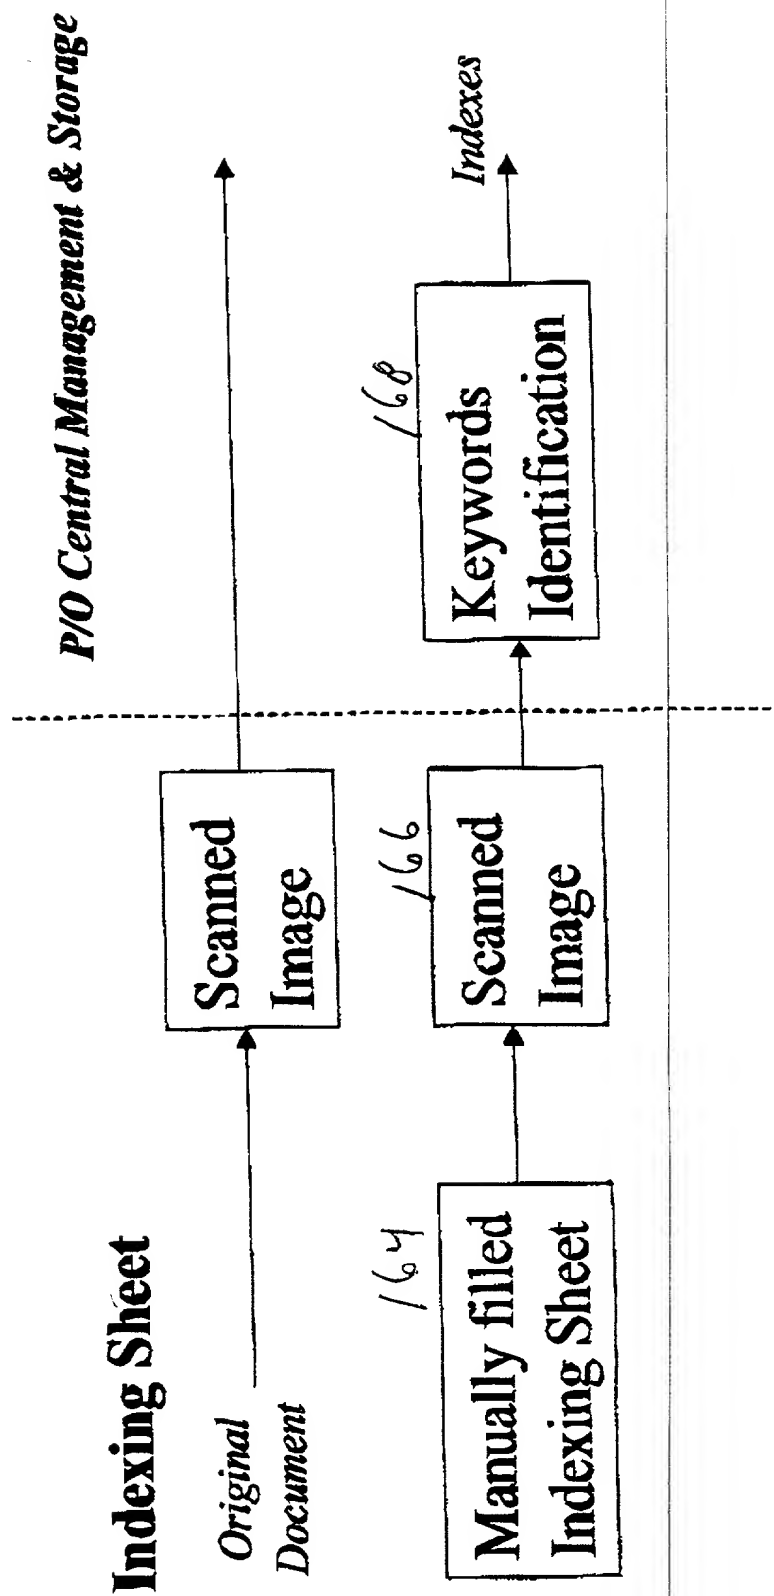 Indexing Sheet
P/O Central Management & Storage
Original
Document
Scanned
Image
164
Manually filled
Indexing Sheet
166
Scanned
Image
168
Keywords
Identification
Indexes